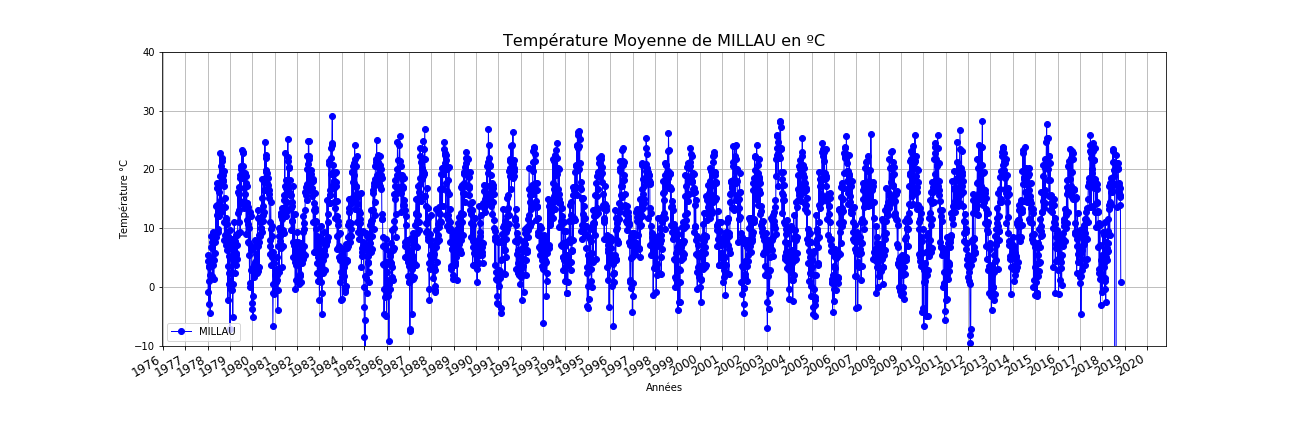 Température Moyenne de MILLAU en ºC
40
30
20
10
0
−10
Température °C
MILLAU
1976 1977 1978 1979 1980 1981 1982 1983 1984 1985 1986 1987 1988 1989 1990 1991 1992 1993 1994 1995 1996 1997 1998 1999 2000 2001 2002 2003 2004 2005 2006 2007 2008 2009 2010 2011 2012 2013 2014 2015 2016 2017 2018 2019 2020
Années